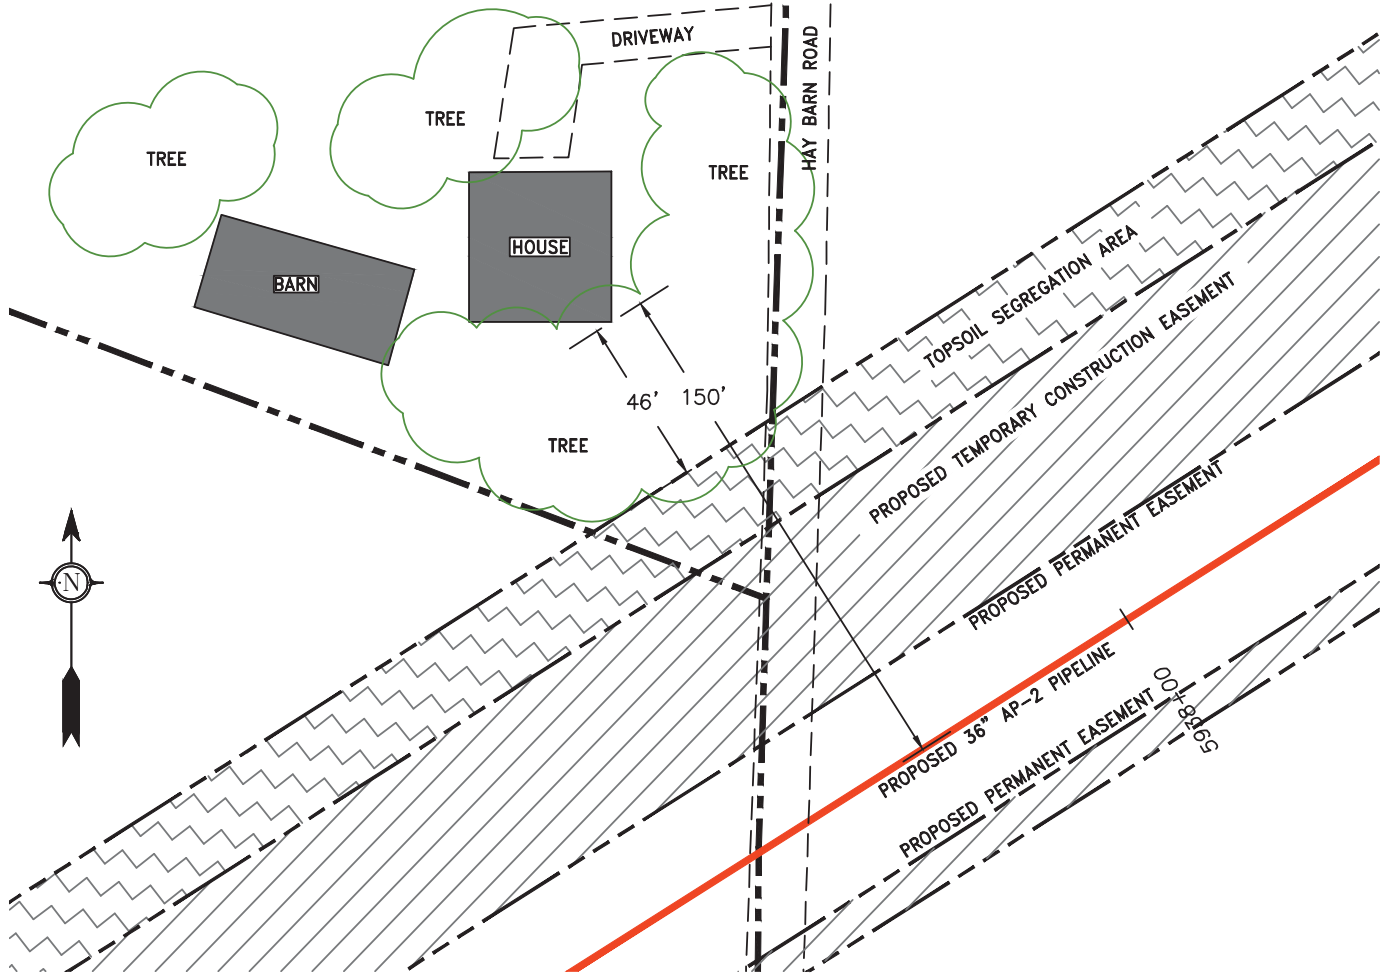 DRIVEWAY
HAY BARN ROAD
TREE
TREE
TREE
HOUSE
BARN
TOPSOIL SEGREGATION AREA
PROPOSED TEMPORARY CONSTRUCTION EASEMENT
46'
150'
TREE
PROPOSED PERMANENT EASEMENT
N
PROPOSED 36" AP-2 PIPELINE
PROPOSED PERMANENT EASEMENT
5938+00